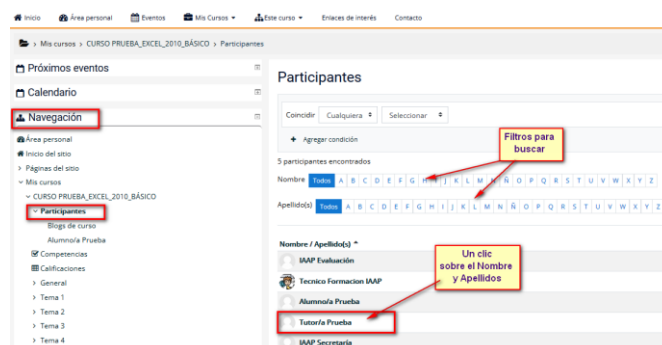 Inicio Área personal Eventos Mis Cursos Este curso Enlaces de interés Contacto
> Mis cursos > CURSO PRUEBA_EXCEL_2010_BÁSICO > Participantes
Próximos eventos
Calendario
Navegación
Área personal
Inicio del sitio
> Páginas del sitio
Mis cursos
CURSO PRUEBA_EXCEL_2010_BÁSICO
Participantes
Blogs de curso
Alumno/a Prueba
Competencias
Calificaciones
> General
> Tema 1
> Tema 2
> Tema 3
> Tema 4
Participantes
Coincidir Cualquiera Seleccionar
+ Agregar condición
Filtros para
buscar
5 participantes encontrados
Nombre Todos A B C D E F G H I J K L M N Ñ O P Q R S T U V W X Y Z
Apellido(s) Todos A B C D E F G H I J K L M N Ñ O P Q R S T U V W X Y Z
Nombre / Apellido(s)
Un clic
sobre el Nombre
y Apellidos
IAAP Evaluación
Tecnico Formacion IAAP
Alumno/a Prueba
Tutor/a Prueba
IAAP Secretaría